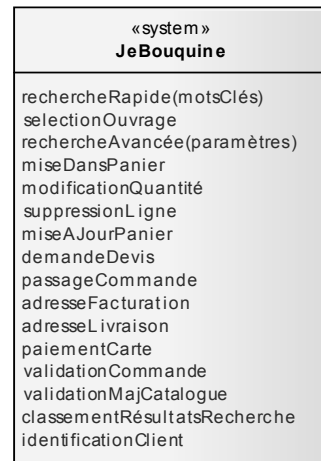 «system»
JeBouquine
rechercheRapide(motsClés)
selectionOuvrage
rechercheAvancée(paramètres)
miseDansPanier
modificationQuantité
suppressionLigne
miseAJourPanier
demandeDevis
passageCommande
adresseFacturation
adresseLivraison
paiementCarte
validationCommande
validationMajCatalogue
classementRésultatsRecherche
identificationClient